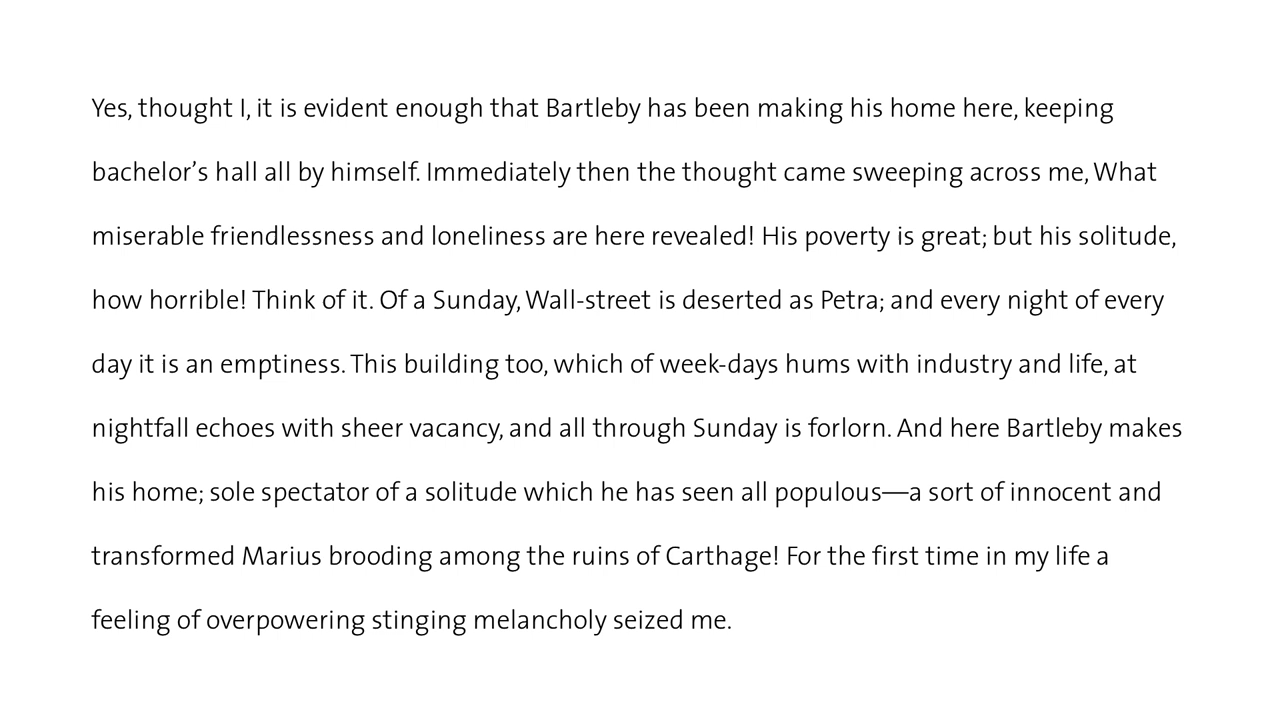 Yes, thought I, it is evident enough that Bartleby has been making his home here, keeping
bachelor’s hall all by himself. Immediately then the thought came sweeping across me, What
miserable friendlessness and loneliness are here revealed! His poverty is great; but his solitude,
how horrible! Think of it. Of a Sunday, Wall-street is deserted as Petra; and every night of every
day it is an emptiness. This building too, which of week-days hums with industry and life, at
nightfall echoes with sheer vacancy, and all through Sunday is forlorn. And here Bartleby makes
his home; sole spectator of a solitude which he has seen all populous—a sort of innocent and
transformed Marius brooding among the ruins of Carthage! For the first time in my life a
feeling of overpowering stinging melancholy seized me.